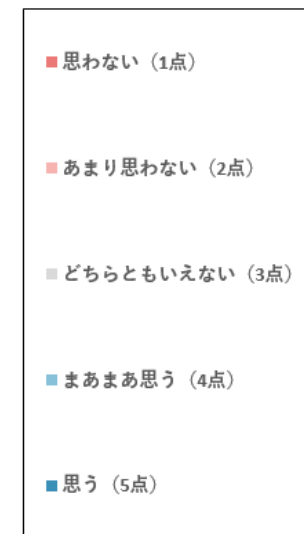 思わない（1点）
あまり思わない（2点）
どちらともいえない（3点）
まあまあ思う（4点）
思う（5点）